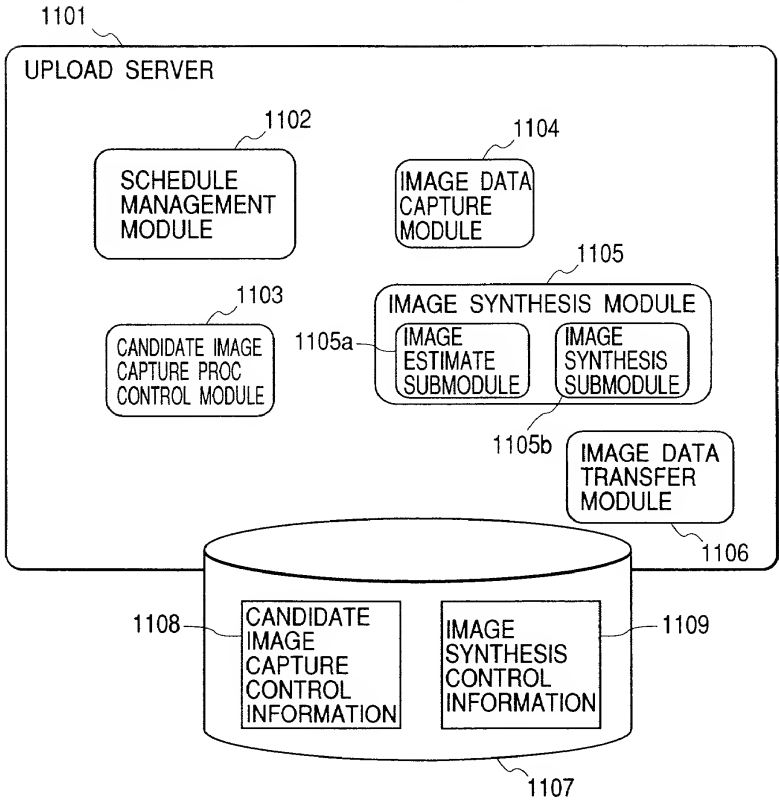 1101
UPLOAD SERVER
1102
SCHEDULE
MANAGEMENT
MODULE
1104
IMAGE DATA
CAPTURE
MODULE
1103
CANDIDATE IMAGE
CAPTURE PROC
CONTROL MODULE
1105
IMAGE SYNTHESIS MODULE
1105a
IMAGE
ESTIMATE
SUBMODULE
IMAGE
SYNTHESIS
SUBMODULE
1105b
IMAGE DATA
TRANSFER
MODULE
1106
1108
CANDIDATE
IMAGE
CAPTURE
CONTROL
INFORMATION
IMAGE
SYNTHESIS
CONTROL
INFORMATION
1109
1107